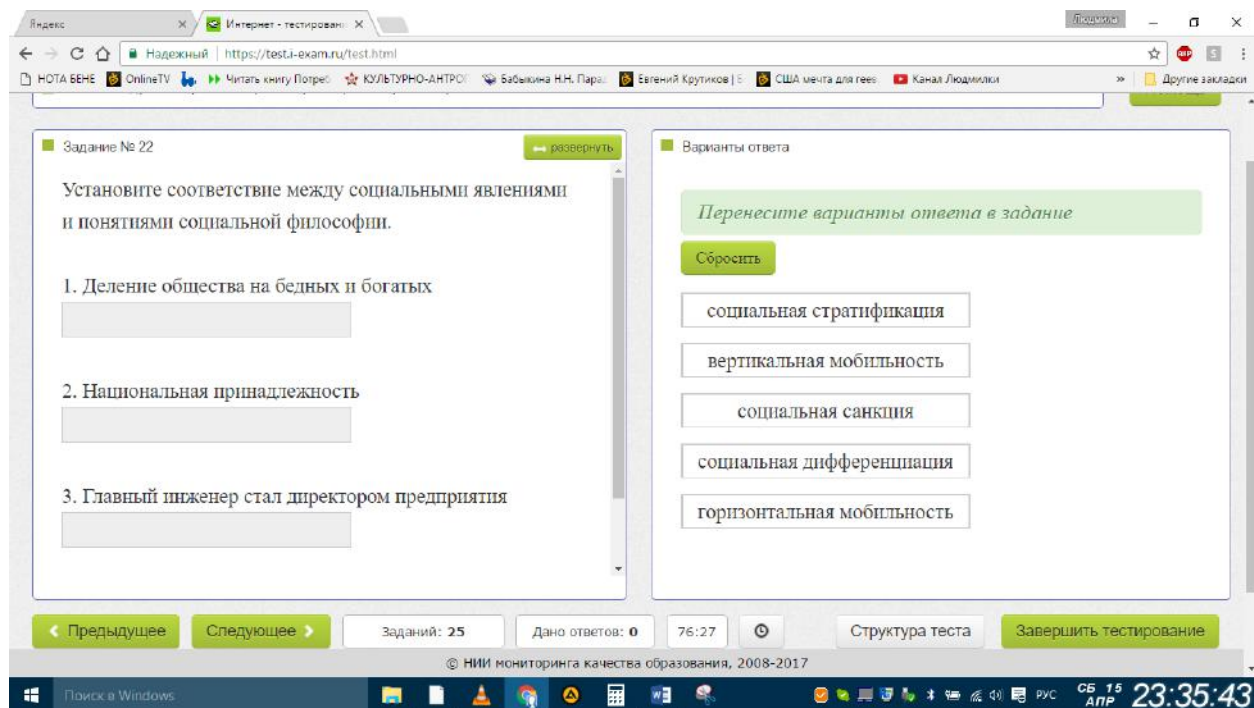 Яндекс
Интернет - тестировани
Людмила
Надежный | https://test.i-exam.ru/test.html
НОТА БЕНЕ OnlineTV Читать книгу Потреб КУЛЬТУРНО-АНТРО Бабыкина Н.Н. Пара Евгений Крутиков | Б США мечта для гееs Канал Людмилки » Другие закладки
Задание № 22
развернуть
Установите соответствие между социальными явлениями
и понятиями социальной философии.
1. Деление общества на бедных и богатых
2. Национальная принадлежность
3. Главный инженер стал директором предприятия
Варианты ответа
Перенесите варианты ответа в задание
Сбросить
социальная стратификация
вертикальная мобильность
социальная санкция
социальная дифференциация
горизонтальная мобильность
Предыдущее Следующее Заданий: 25 Дано ответов: 0 76:27 Структура теста Завершить тестирование
© НИИ мониторинга качества образования, 2008-2017
Поиск в Windows РУС СБ 15 АПР 23:35:43